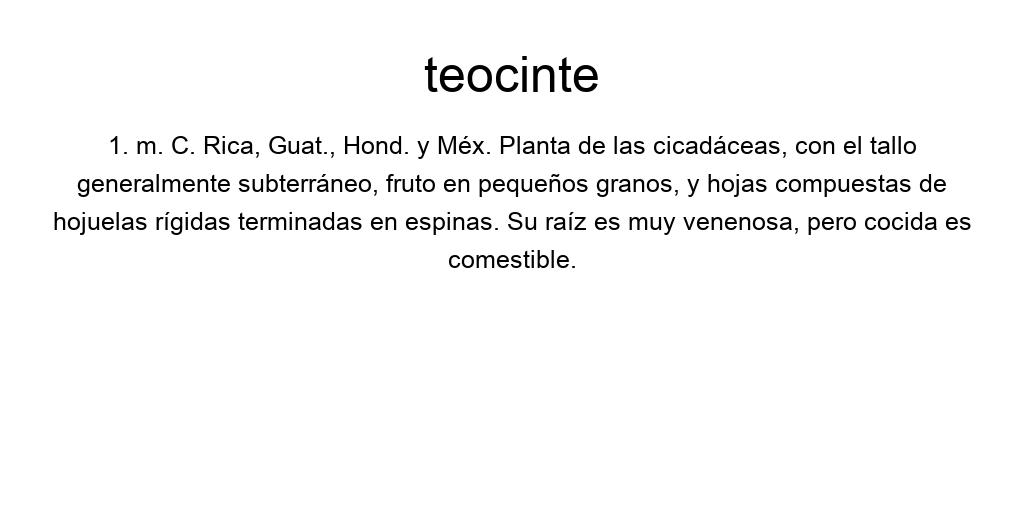 teocinte
1. m. C. Rica, Guat., Hond. y Méx. Planta de las cicadáceas, con el tallo
generalmente subterráneo, fruto en pequeños granos, y hojas compuestas de
hojuelas rígidas terminadas en espinas. Su raíz es muy venenosa, pero cocida es
comestible.